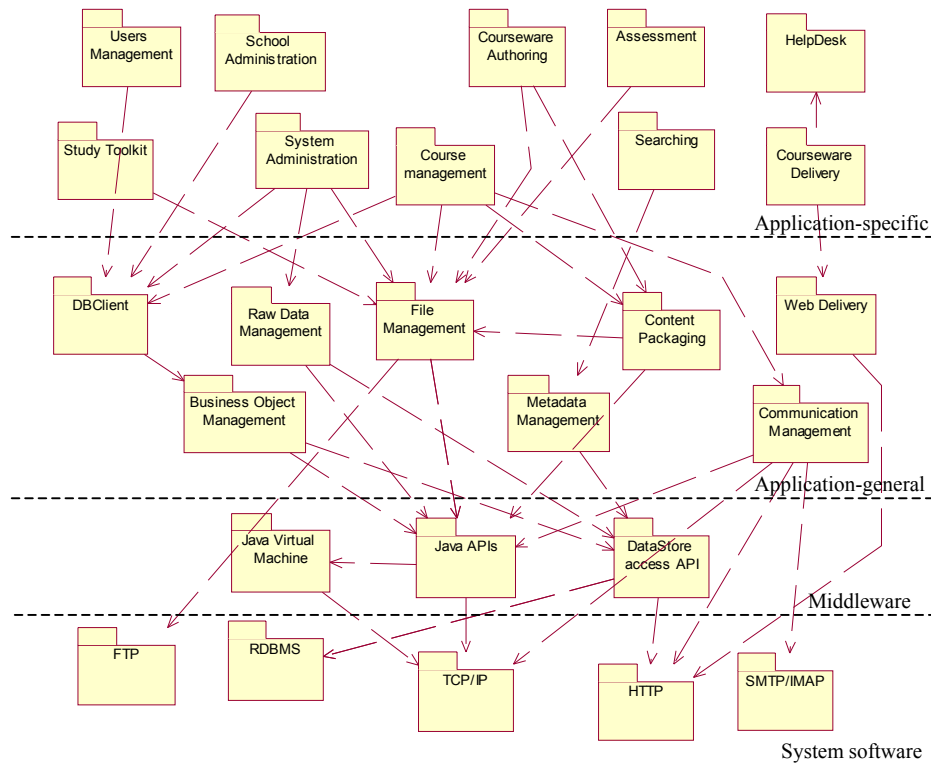 Users
Management
School
Administration
Courseware
Authoring
Assessment
HelpDesk
Study Toolkit
System
Administration
Course
management
Searching
Courseware
Delivery
Application-specific
DBClient
Raw Data
Management
File
Management
Content
Packaging
Web Delivery
Business Object
Management
Metadata
Management
Communication
Management
Application-general
Java Virtual
Machine
Java APIs
DataStore
access API
Middleware
FTP
RDBMS
TCP/IP
HTTP
SMTP/IMAP
System software